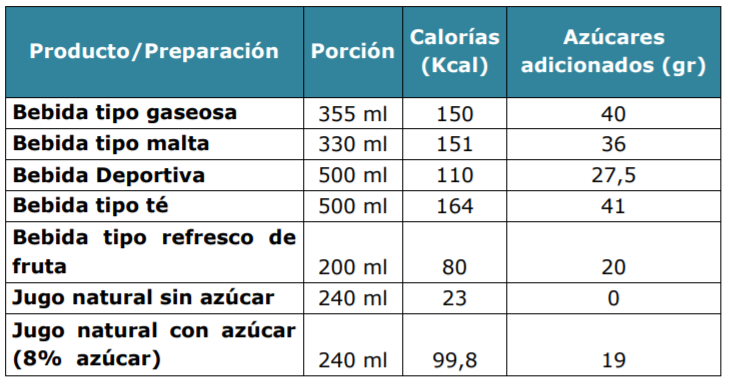 Producto/Preparación Porción Calorías (Kcal) Azúcares adicionados (gr)
Bebida tipo gaseosa 355 ml 150 40
Bebida tipo malta 330 ml 151 36
Bebida Deportiva 500 ml 110 27,5
Bebida tipo té 500 ml 164 41
Bebida tipo refresco de
fruta 200 ml 80 20
Jugo natural sin azúcar 240 ml 23 0
Jugo natural con azúcar
(8% azúcar) 240 ml 99,8 19